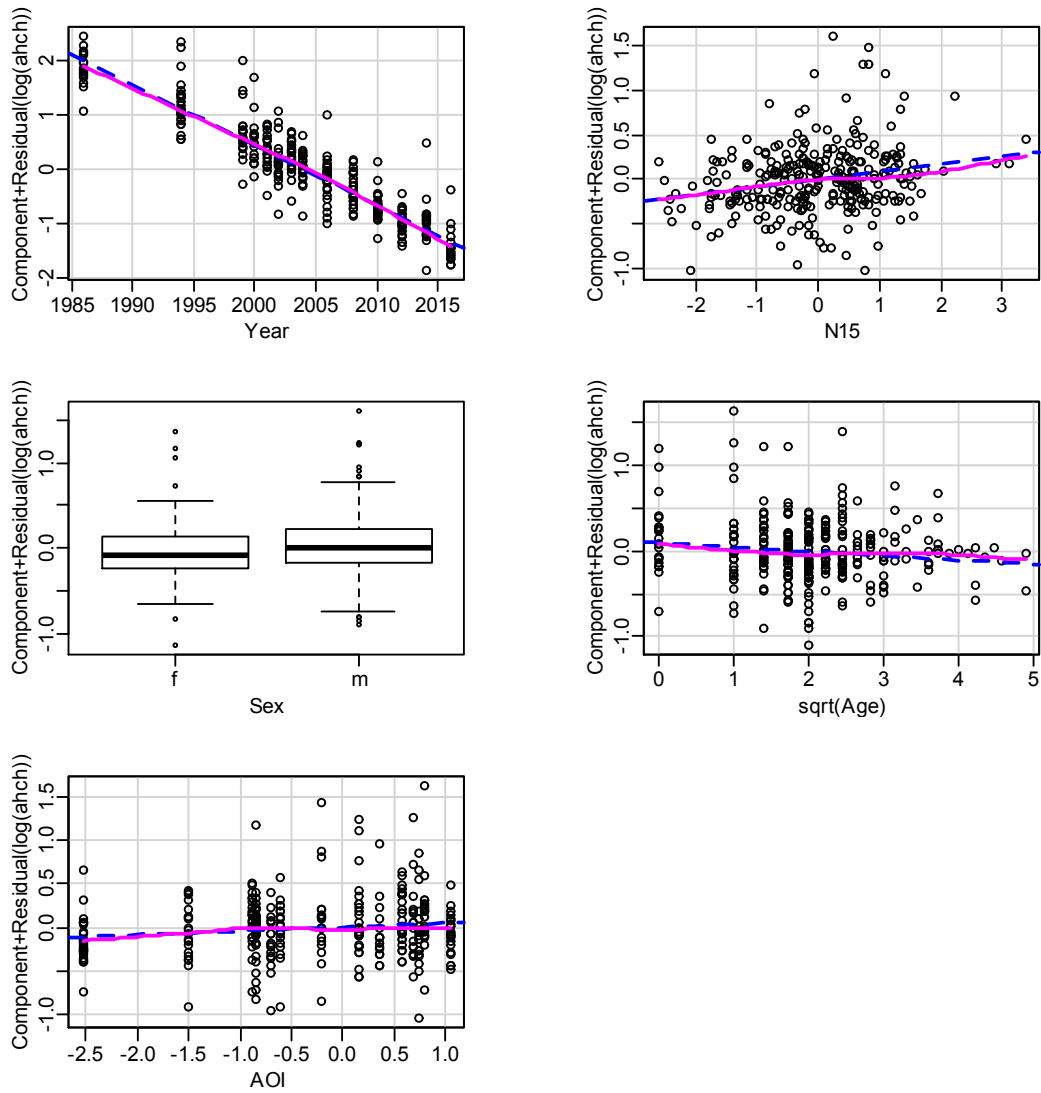 Component+Residual(log(ahch))
2
1
0
-1
-2
1985 1990 1995 2000 2005 2010 2015
Year
Component+Residual(log(ahch))
1.5
1.0
0.5
0.0
-1.0
-2 -1 0 1 2 3
N15
Component+Residual(log(ahch))
1.0
0.0
-1.0
f m
Sex
Component+Residual(log(ahch))
1.0
0.0
-1.0
0 1 2 3 4 5
sqrt(Age)
Component+Residual(log(ahch))
1.5
1.0
0.5
0.0
-1.0
-2.5 -2.0 -1.5 -1.0 -0.5 0.0 0.5 1.0
AOI